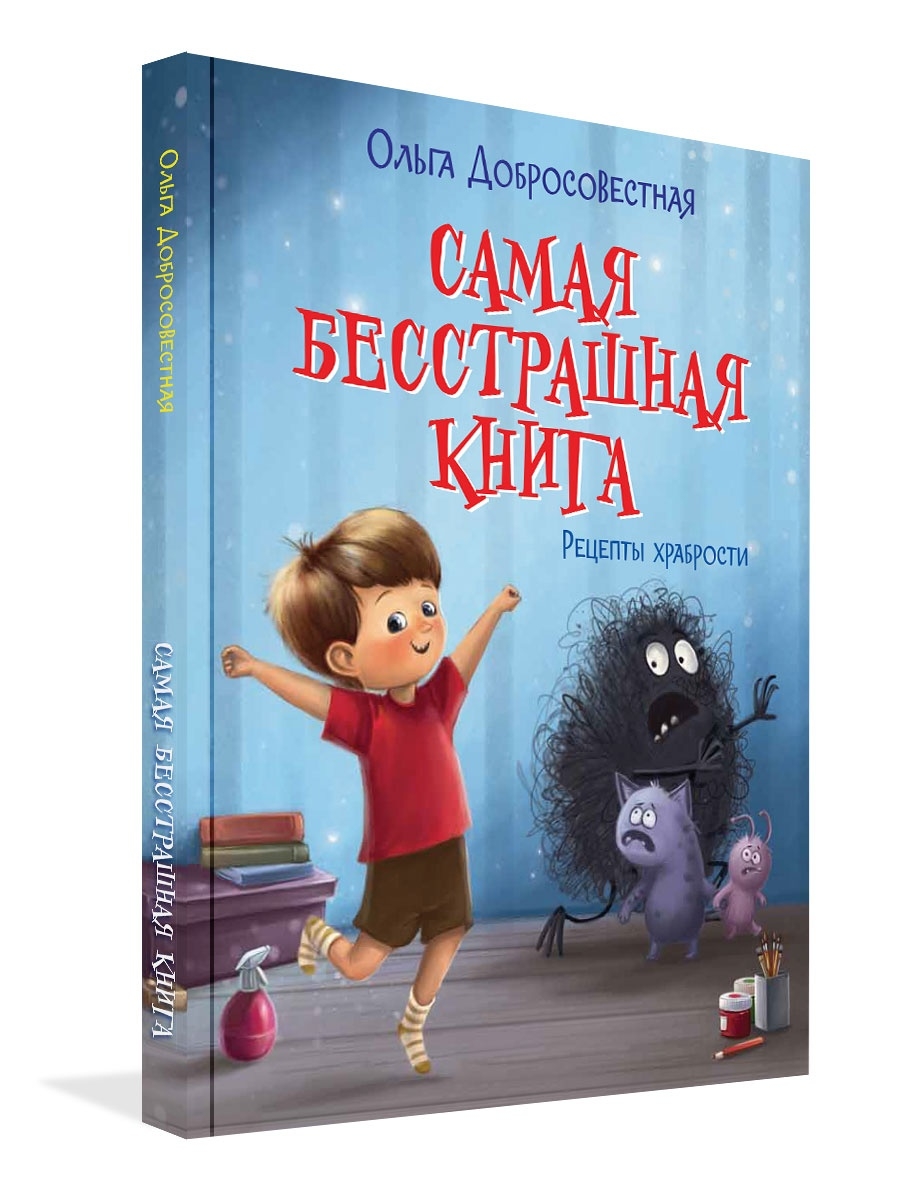 Ольга Добросовестная
САМАЯ
БЕССТРАШНАЯ
КНИГА
Рецепты храбрости
Ольга Добросовестная
САМАЯ БЕССТРАШНАЯ КНИГА